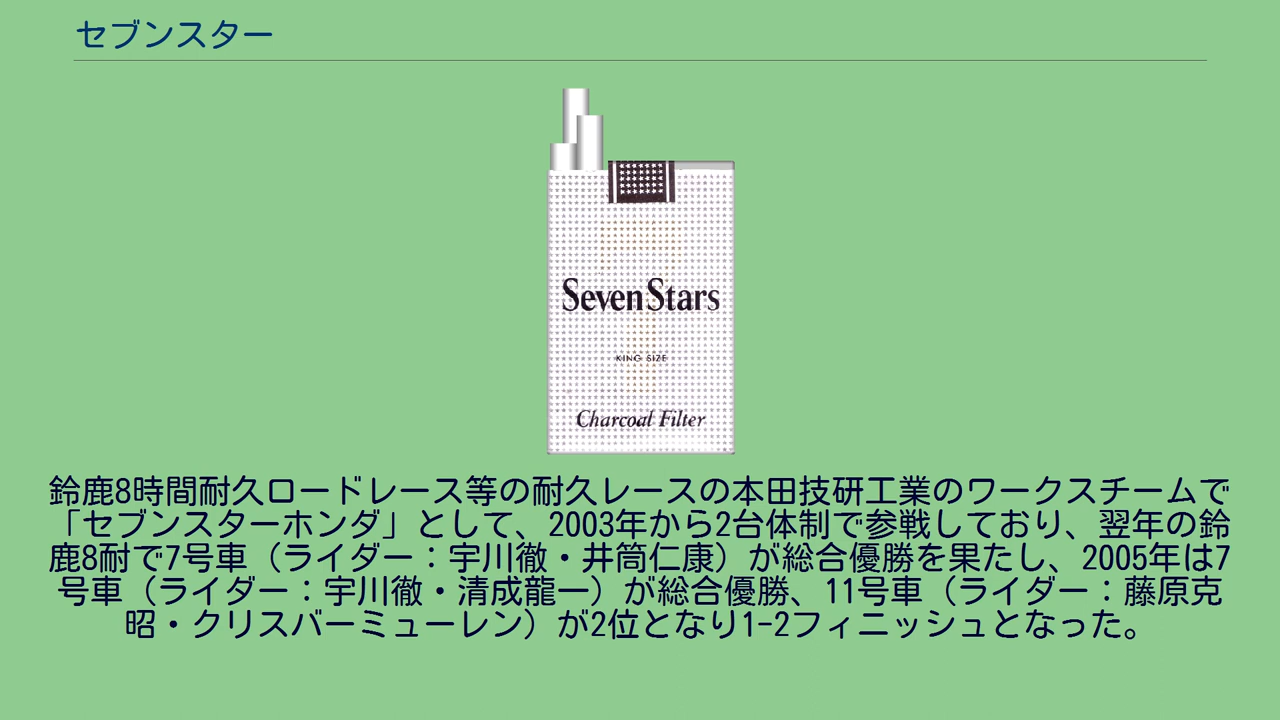 セブンスター
Seven Stars
KING SIZE
Charcoal Filter
鈴鹿8時間耐久ロードレース等の耐久レースの本田技研工業のワークスチームで
「セブンスターホンダ」として、2003年から2台体制で参戦しており、翌年の鈴
鹿8耐で7号車（ライダー：宇川徹・井筒仁康）が総合優勝を果たし、2005年は7
号車（ライダー：宇川徹・清成龍一）が総合優勝、11号車（ライダー：藤原克
昭・クリスバーミューレン）が2位となり1-2フィニッシュとなった。